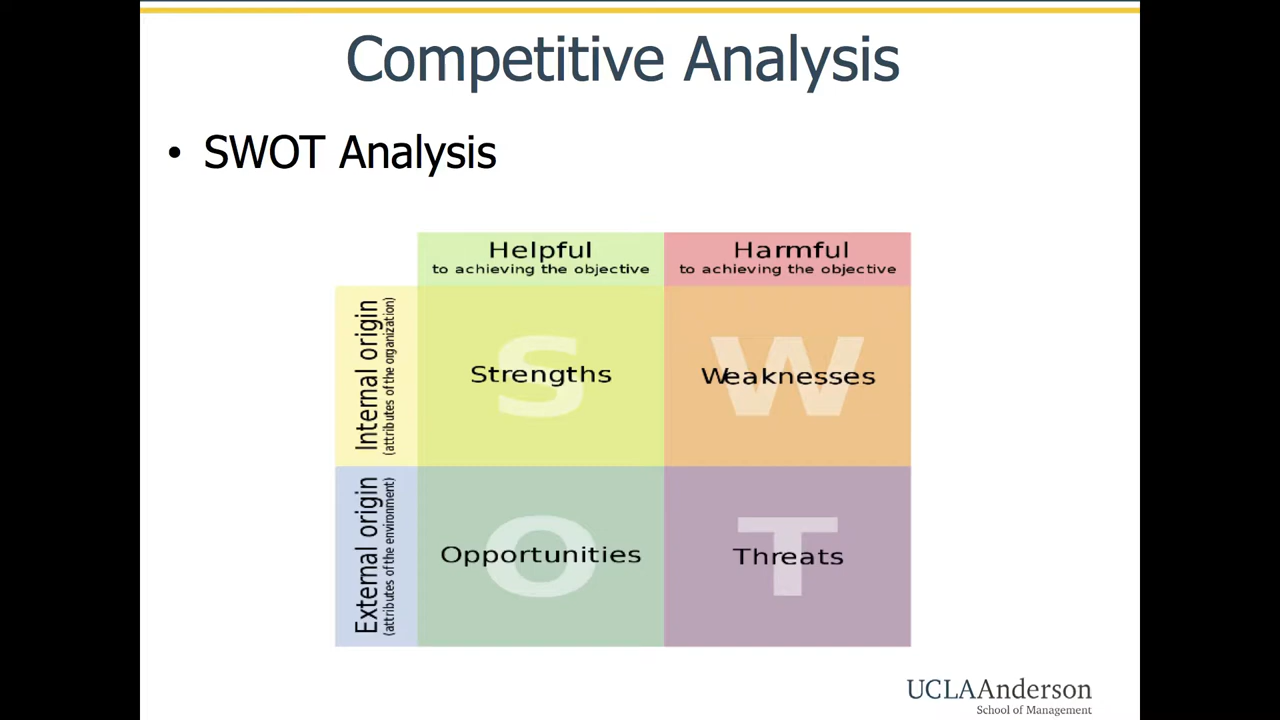 Competitive Analysis
• SWOT Analysis
Helpful
to achieving the objective
Harmful
to achieving the objective
Internal origin
(attributes of the organization)
S
Strengths
W
Weaknesses
External origin
(attributes of the environment)
O
Opportunities
T
Threats
UCLAAnderson
School of Management